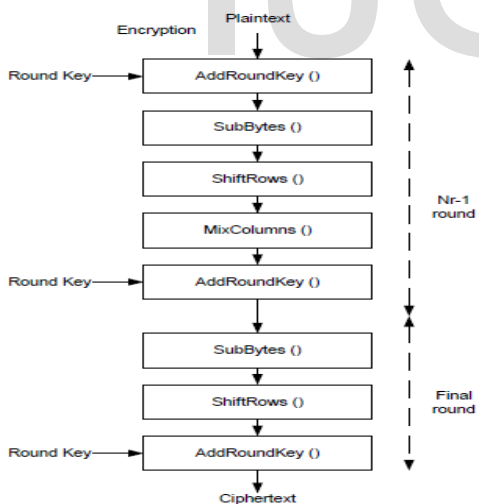 Plaintext
Encryption
Round Key
AddRoundKey ()
SubBytes ()
ShiftRows ()
MixColumns ()
Nr-1
round
Round Key
AddRoundKey ()
SubBytes ()
ShiftRows ()
Final
round
Round Key
AddRoundKey ()
Ciphertext